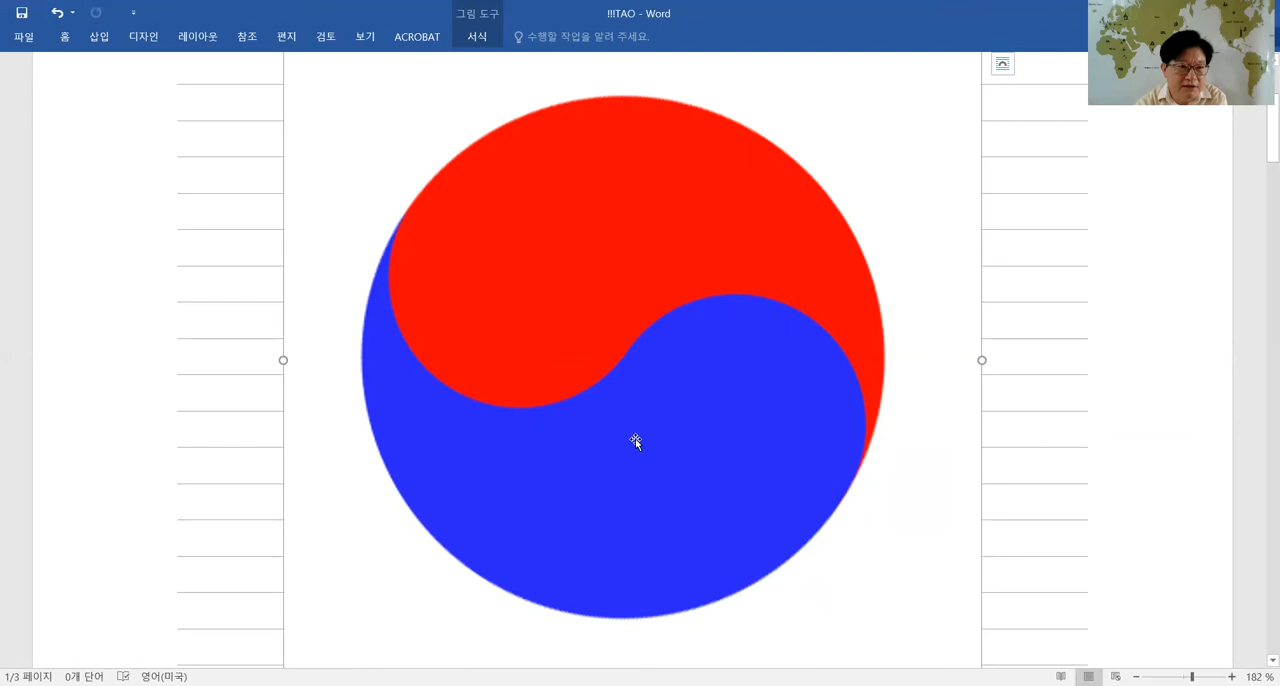 그림 도구
!!!TAO - Word
파일 홈 삽입 디자인 레이아웃 참조 편지 검토 보기 ACROBAT 서식 수행할 작업을 알려 주세요.
1/3 페이지 0개 단어 영어(미국) 182 %